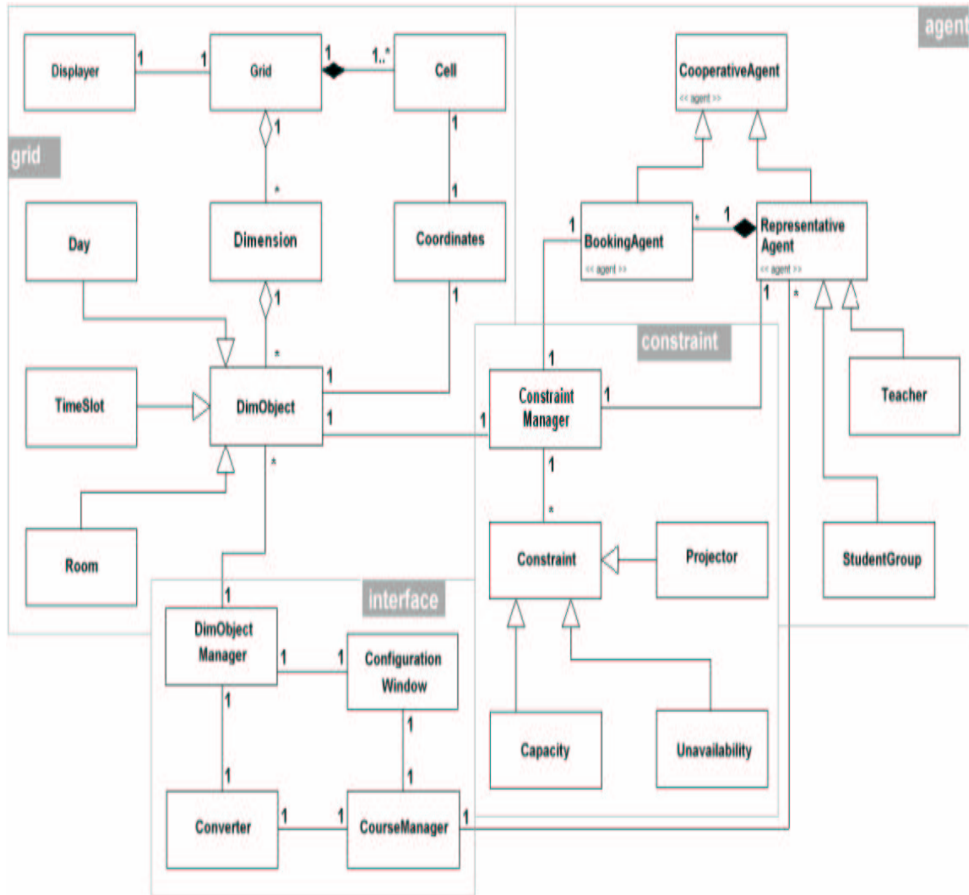 agent
Displayer
1
1
Grid
1
1..*
Cell
CooperativeAgent
<< agent >>
grid
1
1
*
1
Day
Dimension
Coordinates
1
BookingAgent
<< agent >>
*
1
Representative
Agent
<< agent >>
1
1
1
*
constraint
*
1
1
TimeSlot
DimObject
1
1
Constraint
Manager
1
Teacher
*
1
*
Room
Constraint
Projector
StudentGroup
interface
1
DimObject
Manager
1
1
Configuration
Window
1
1
Capacity
Unavailability
1
1
Converter
1
1
CourseManager
1